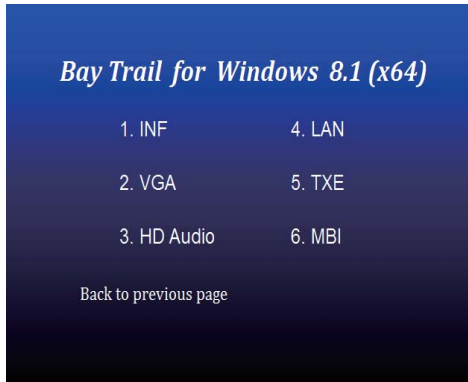 Bay Trail for Windows 8.1 (x64)
1. INF
4. LAN
2. VGA
5. TXE
3. HD Audio
6. MBI
Back to previous page